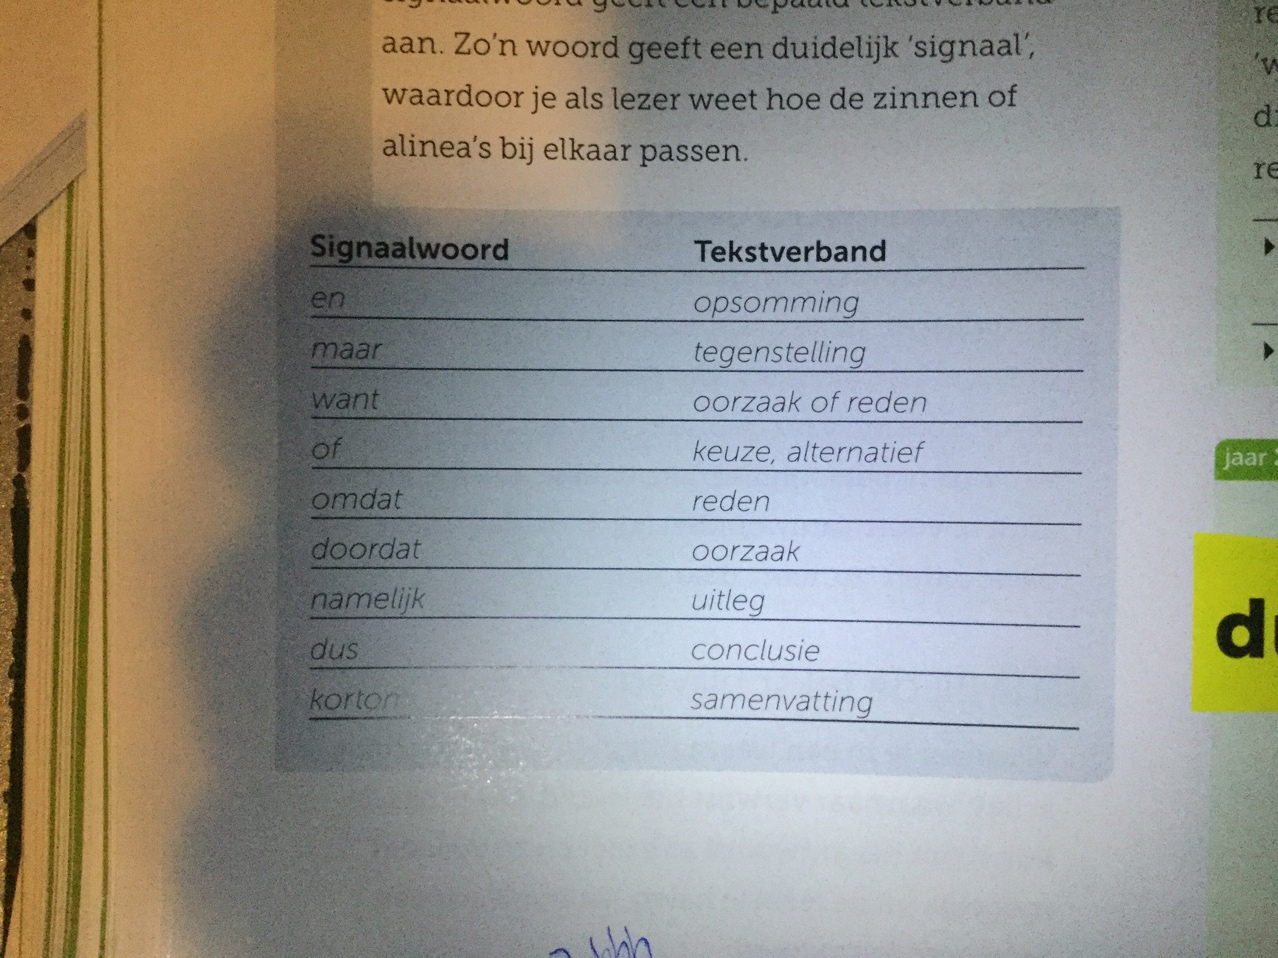 aan. Zo'n woord geeft een duidelijk 'signaal',
waardoor je als lezer weet hoe de zinnen of
alinea's bij elkaar passen.
Signaalwoord Tekstverband
en opsomming
maar tegenstelling
want oorzaak of reden
of keuze, alternatief
omdat reden
doordat oorzaak
namelijk uitleg
dus conclusie
kortom samenvatting
jaar